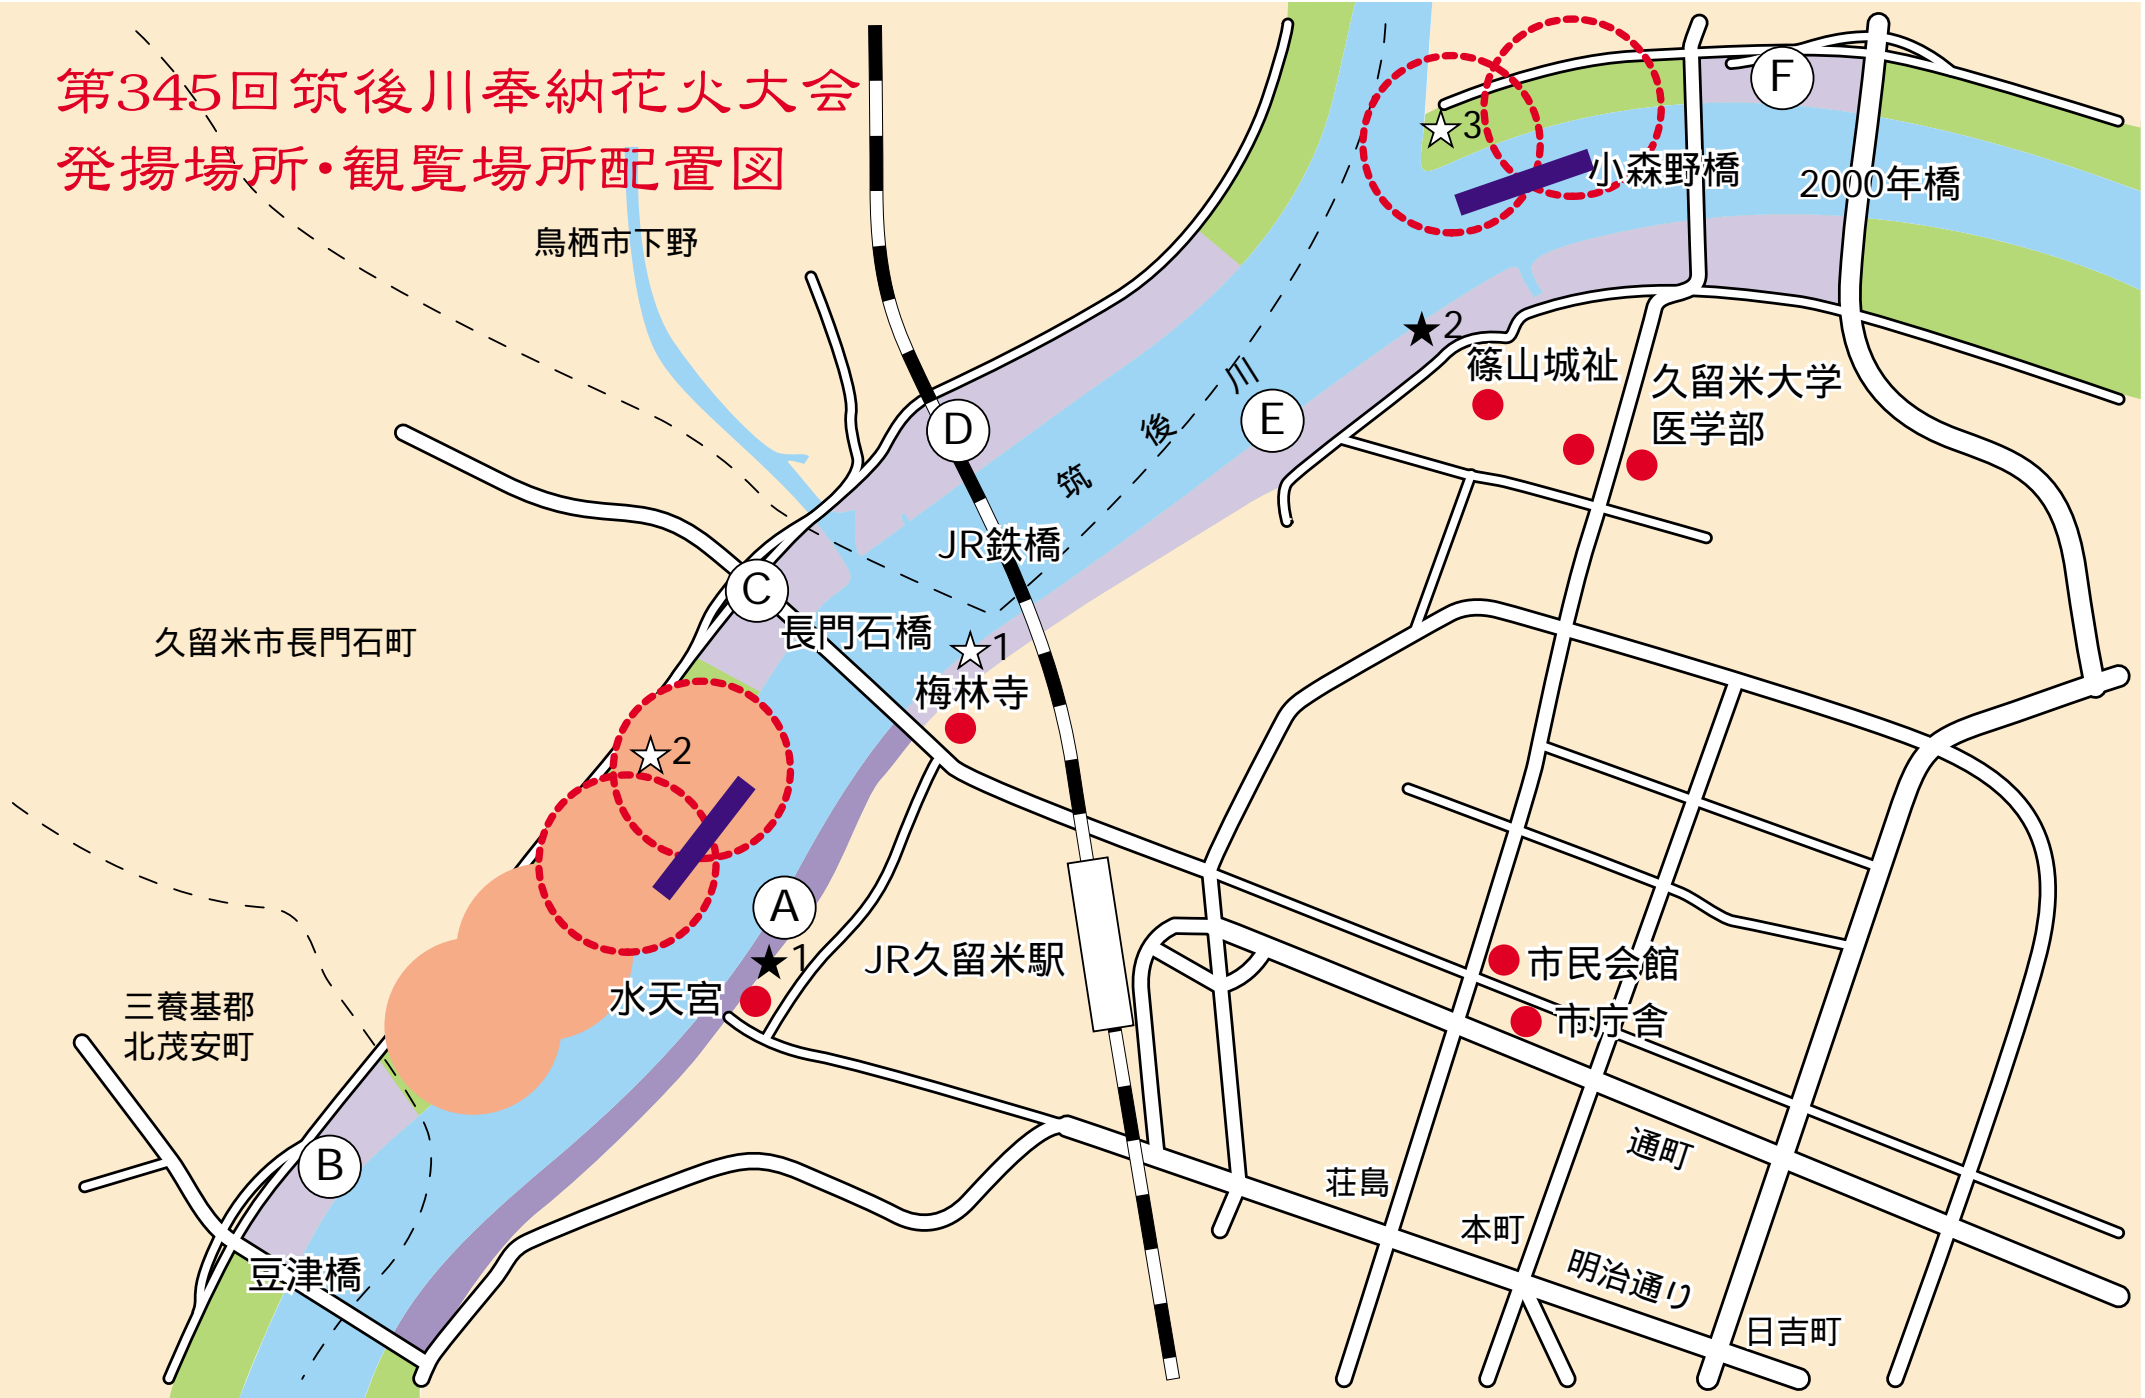 第345回筑後川奉納花火大会
発揚場所・観覧場所配置図
鳥栖市下野
F
☆3
小森野橋
2000年橋
★2
篠山城祉
久留米大学
医学部
川
後
筑
E
D
JR鉄橋
C
長門石橋
☆1
梅林寺
久留米市長門石町
☆2
A
★1
水天宮
JR久留米駅
市民会館
市庁舎
三養基郡
北茂安町
B
豆津橋
通町
荘島
本町
明治通り
日吉町